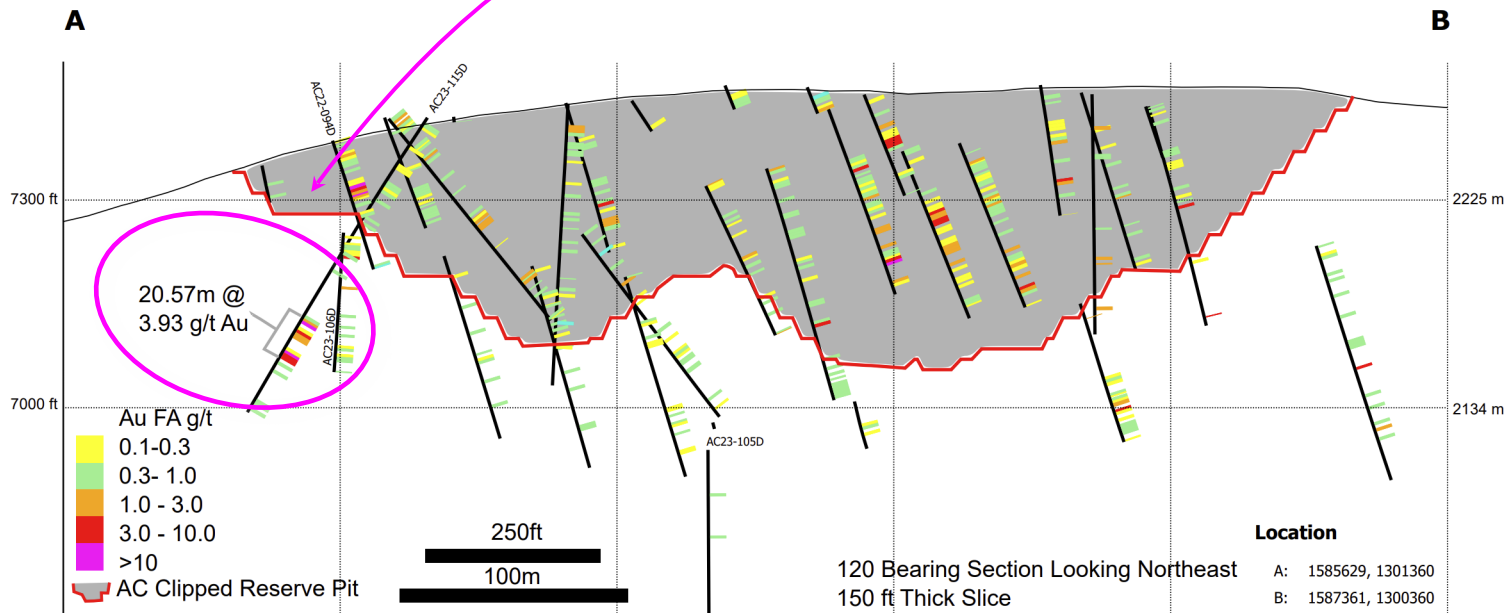 A
B
AC22-094D
AC23-115D
7300 ft
2225 m
20.57m @
3.93 g/t Au
AC23-106D
7000 ft
2134 m
Au FA g/t
0.1-0.3
0.3- 1.0
1.0 - 3.0
3.0 - 10.0
>10
AC Clipped Reserve Pit
AC23-105D
250ft
100m
120 Bearing Section Looking Northeast
150 ft Thick Slice
Location
A: 1585629, 1301360
B: 1587361, 1300360